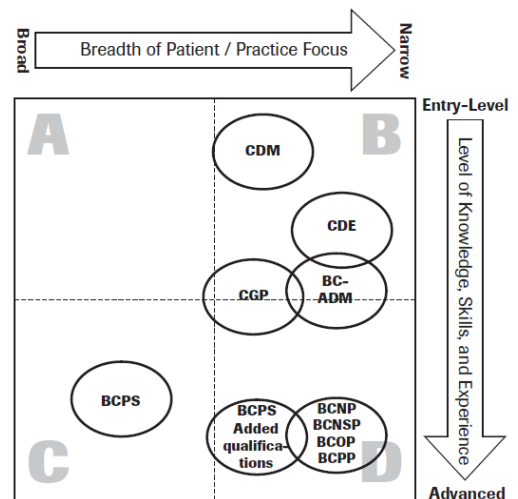 Broad
Breadth of Patient / Practice Focus
Narrow
A
B
Entry-Level
CDM
Level of Knowledge, Skills, and Experience
CDE
CGP
BC-
ADM
BCPS
BCPS
Added
qualifica-
tions
BCNP
BCNSP
BCOP
BCPP
C
D
Advanced